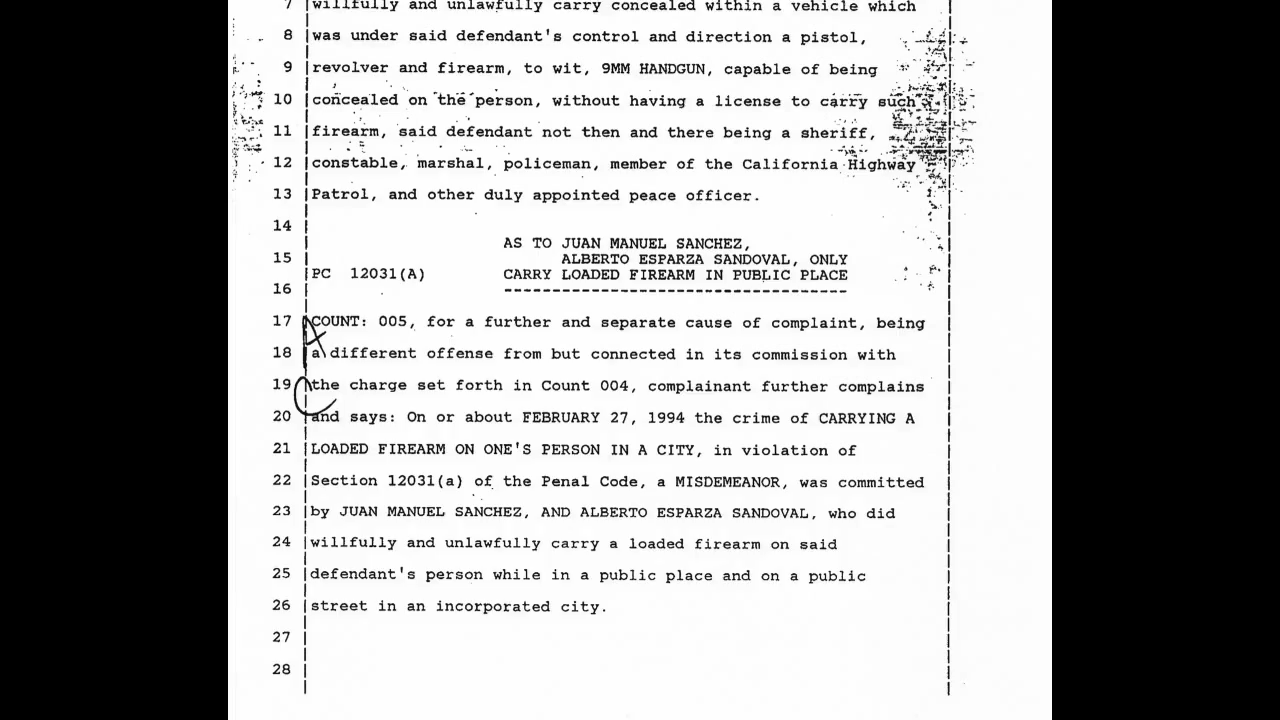 7 willfully and unlawfully carry concealed within a vehicle which
8 was under said defendant's control and direction a pistol,
9 revolver and firearm, to wit, 9MM HANDGUN, capable of being
10 concealed on the person, without having a license to carry such
11 firearm, said defendant not then and there being a sheriff,
12 constable, marshal, policeman, member of the California Highway
13 Patrol, and other duly appointed peace officer.
14
AS TO JUAN MANUEL SANCHEZ,
15 ALBERTO ESPARZA SANDOVAL, ONLY
PC 12031(A) CARRY LOADED FIREARM IN PUBLIC PLACE
16 ------------------------------------
17 COUNT: 005, for a further and separate cause of complaint, being
18 a different offense from but connected in its commission with
19 the charge set forth in Count 004, complainant further complains
20 and says: On or about FEBRUARY 27, 1994 the crime of CARRYING A
21 LOADED FIREARM ON ONE'S PERSON IN A CITY, in violation of
22 Section 12031(a) of the Penal Code, a MISDEMEANOR, was committed
23 by JUAN MANUEL SANCHEZ, AND ALBERTO ESPARZA SANDOVAL, who did
24 willfully and unlawfully carry a loaded firearm on said
25 defendant's person while in a public place and on a public
26 street in an incorporated city.
27
28